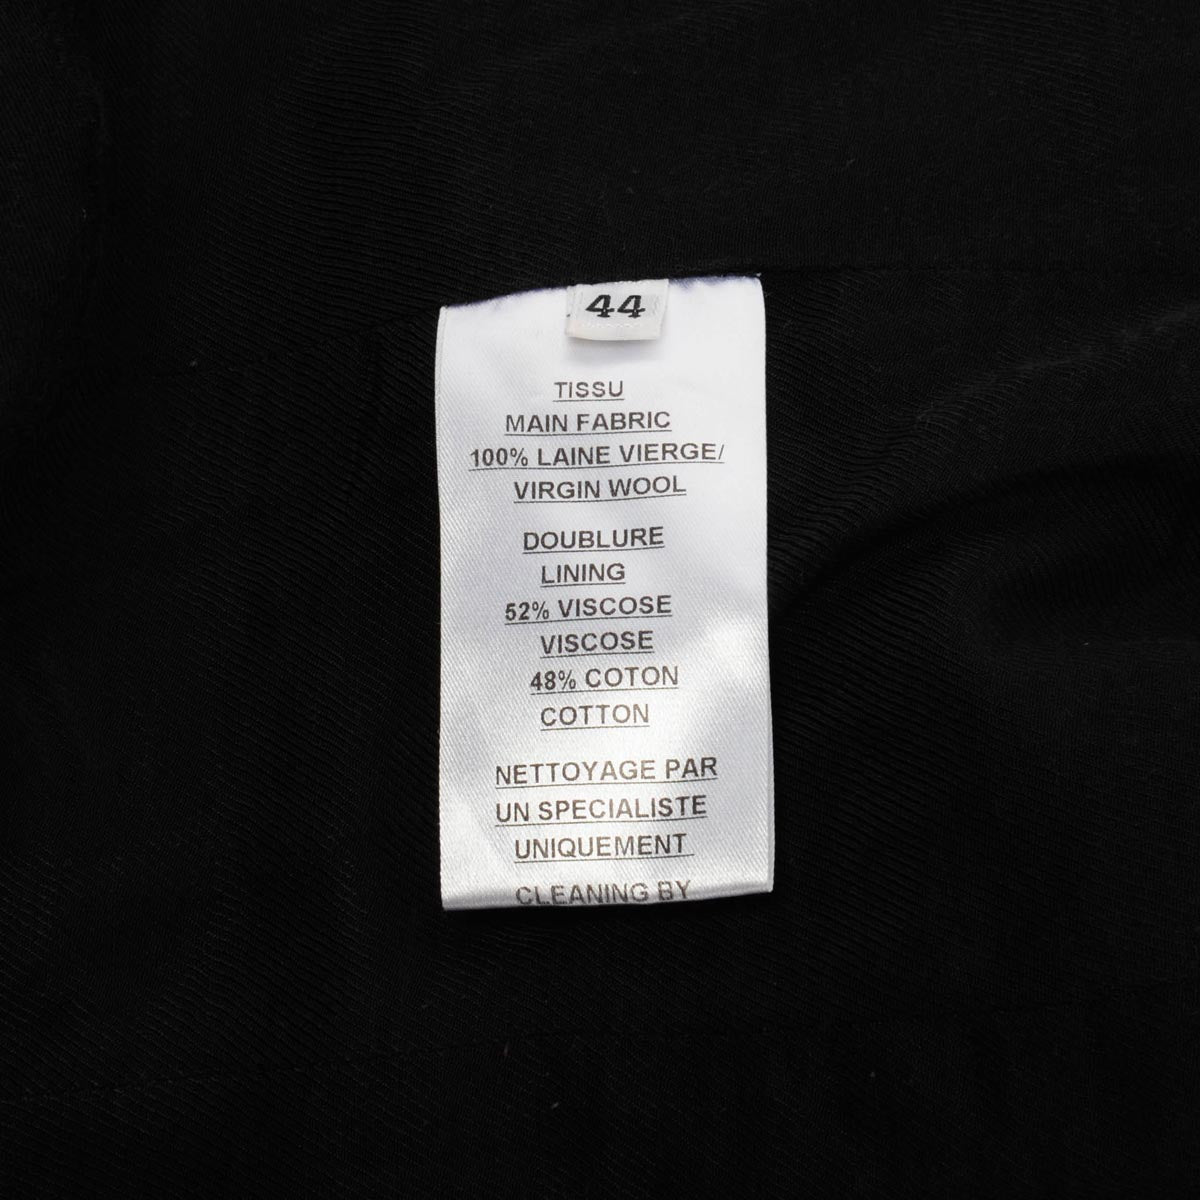 44
TISSU
MAIN FABRIC
100% LAINE VIERGE/
VIRGIN WOOL
DOUBLURE
LINING
52% VISCOSE
VISCOSE
48% COTON
COTTON
NETTOYAGE PAR
UN SPECIALISTE
UNIQUEMENT
CLEANING BY